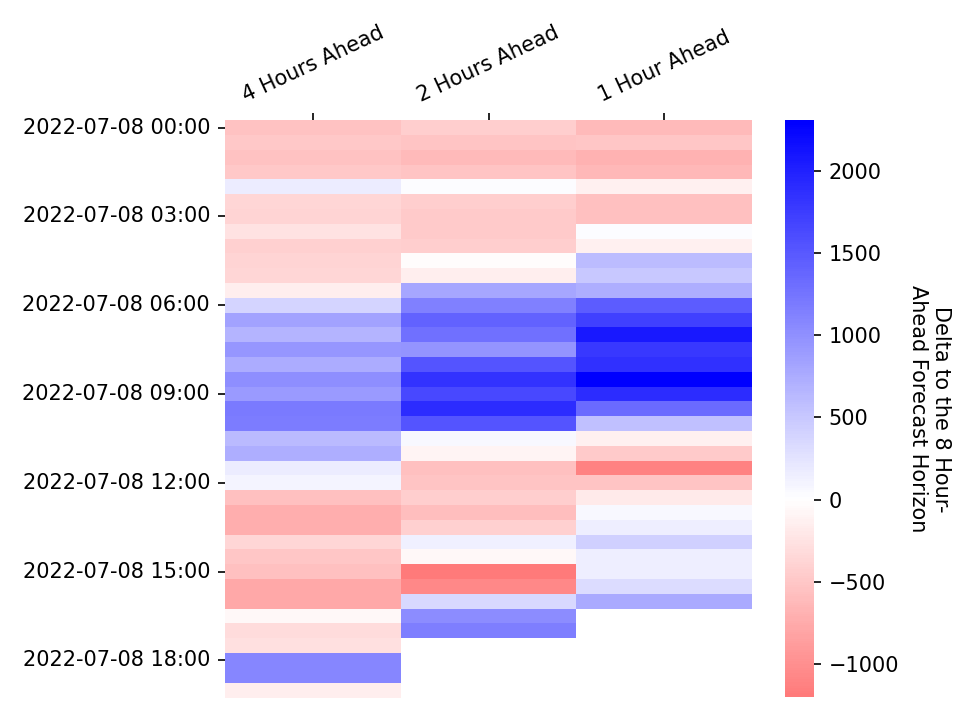 4 Hours Ahead
2 Hours Ahead
1 Hour Ahead
2022-07-08 00:00
2022-07-08 03:00
2022-07-08 06:00
2022-07-08 09:00
2022-07-08 12:00
2022-07-08 15:00
2022-07-08 18:00
2000
1500
1000
500
0
−500
−1000
Delta to the 8 Hour-
Ahead Forecast Horizon